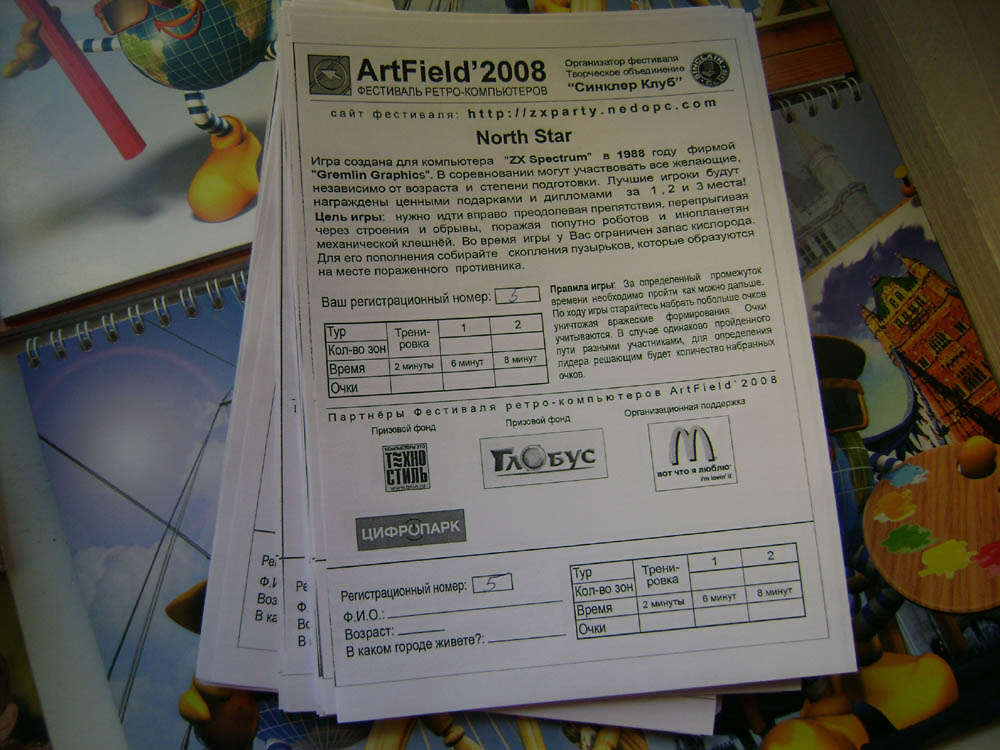 ArtField'2008
ФЕСТИВАЛЬ РЕТРО-КОМПЬЮТЕРОВ
Организатор фестиваля
Творческое объединение
"Синклер Клуб"
сайт фестиваля: http://zxparty.nedopc.com
North Star
Игра создана для компьютера "ZX Spectrum" в 1988 году фирмой
"Gremlin Graphics". В соревновании могут участвовать все желающие,
независимо от возраста и степени подготовки. Лучшие игроки будут
награждены ценными подарками и дипломами за 1,2 и 3 места!
Цель игры: нужно идти вправо преодолевая препятствия, перепрыгивая
через строения и обрывы, поражая попутно роботов и инопланетян
механической клешнёй. Во время игры у Вас ограничен запас кислорода.
Для его пополнения собирайте скопления пузырьков, которые образуются
на месте пораженного противника.
Ваш регистрационный номер: 5
Тур Трени-ровка 1 2
Кол-во зон
Время 2 минуты 6 минут 8 минут
Очки
Правила игры: За определенный промежуток
времени необходимо пройти как можно дальше.
По ходу игры старайтесь набрать побольше очков
уничтожая вражеские формирования. Очки
учитываются. В случае одинаково пройденного
пути разными участниками, для определения
лидера решающим будет количество набранных
очков.
Партнёры Фестиваля ретро-компьютеров ArtField`2008
Призовой фонд
Призовой фонд
Организационная поддержка
КОМПЬЮТЕРЫ ЭТО
ТЕХНО
СТИЛЬ
ГЛОБУС
вот что я люблю
i'm lovin' it
ЦИФРОПАРК
Регистрационный номер: 5
Ф.И.О.:
Возраст:
В каком городе живете?:
Тур Трени-ровка 1 2
Кол-во зон
Время 2 минуты 6 минут 8 минут
Очки